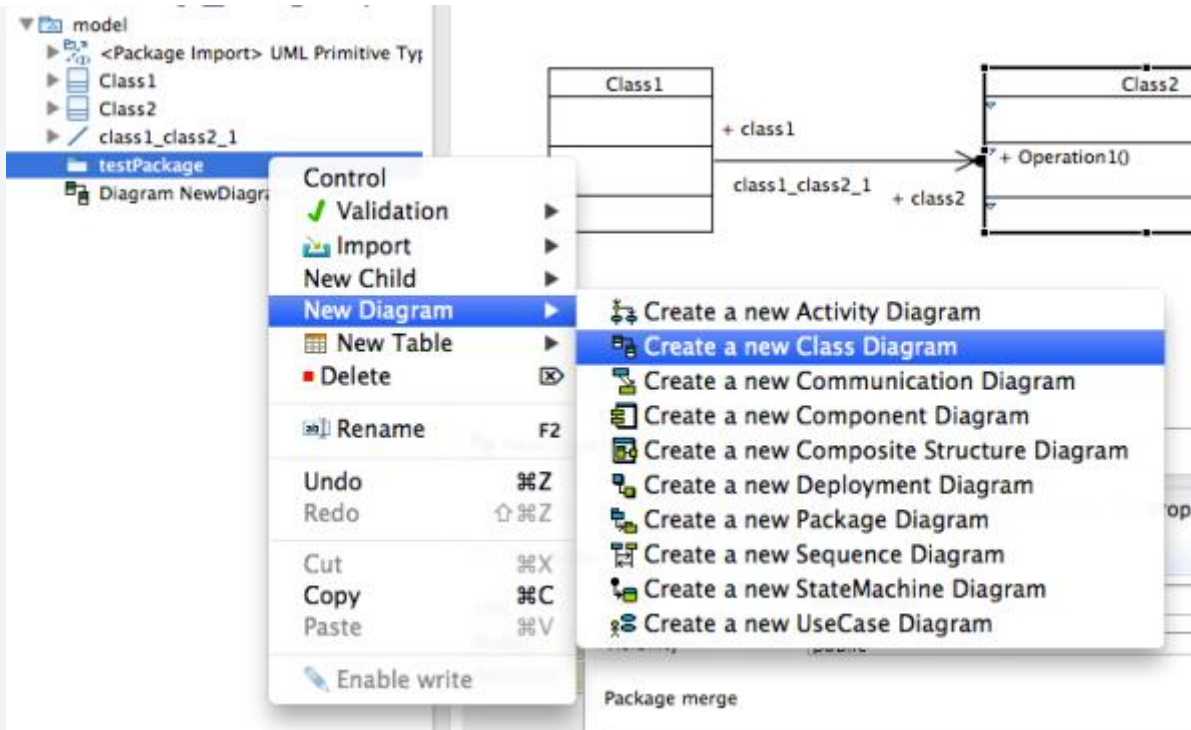 model
<Package Import> UML Primitive Ty
Class1
Class2
class1_class2_1
testPackage
Diagram NewDiagra
Class1
+ class1
class1_class2_1
+ class2
Class2
+ Operation1()
Control
Validation
Import
New Child
New Diagram
New Table
Delete
Rename F2
Undo ⌘Z
Redo ⇧⌘Z
Cut ⌘X
Copy ⌘C
Paste ⌘V
Enable write
Create a new Activity Diagram
Create a new Class Diagram
Create a new Communication Diagram
Create a new Component Diagram
Create a new Composite Structure Diagram
Create a new Deployment Diagram
Create a new Package Diagram
Create a new Sequence Diagram
Create a new StateMachine Diagram
Create a new UseCase Diagram
rop
public
Package merge